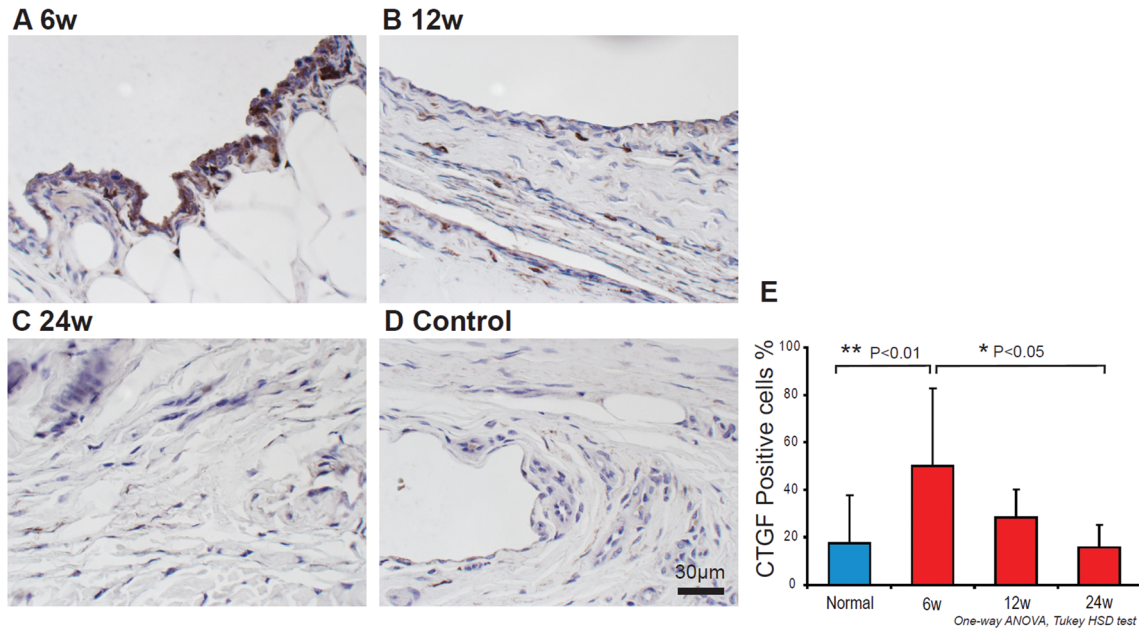 A 6w
B 12w
C 24w
D Control
30μm
E
CTGF Positive cells %
100
80
60
40
20
0
** P<0.01
* P<0.05
Normal
6w
12w
24w
One-way ANOVA, Tukey HSD test